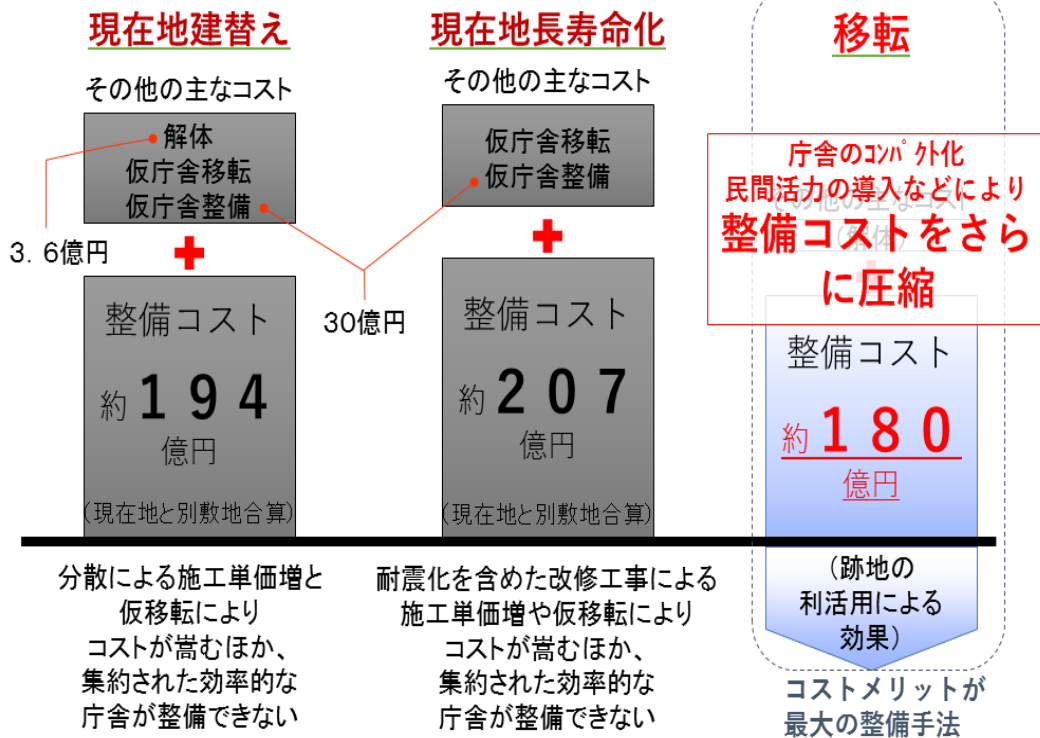 現在地建替え
その他の主なコスト
解体
仮庁舎移転
仮庁舎整備
3.6億円
整備コスト
約194
億円
(現在地と別敷地合算)
分散による施工単価増と
仮移転により
コストが嵩むほか、
集約された効率的な
庁舎が整備できない
現在地長寿命化
その他の主なコスト
仮庁舎移転
仮庁舎整備
30億円
整備コスト
約207
億円
(現在地と別敷地合算)
耐震化を含めた改修工事による
施工単価増や仮移転により
コストが嵩むほか、
集約された効率的な
庁舎が整備できない
移転
庁舎のコンパクト化
民間活力の導入などにより
その他の主なコスト
整備コストをさら
(解体)
に圧縮
整備コスト
約180
億円
(跡地の
利活用による
効果)
コストメリットが
最大の整備手法